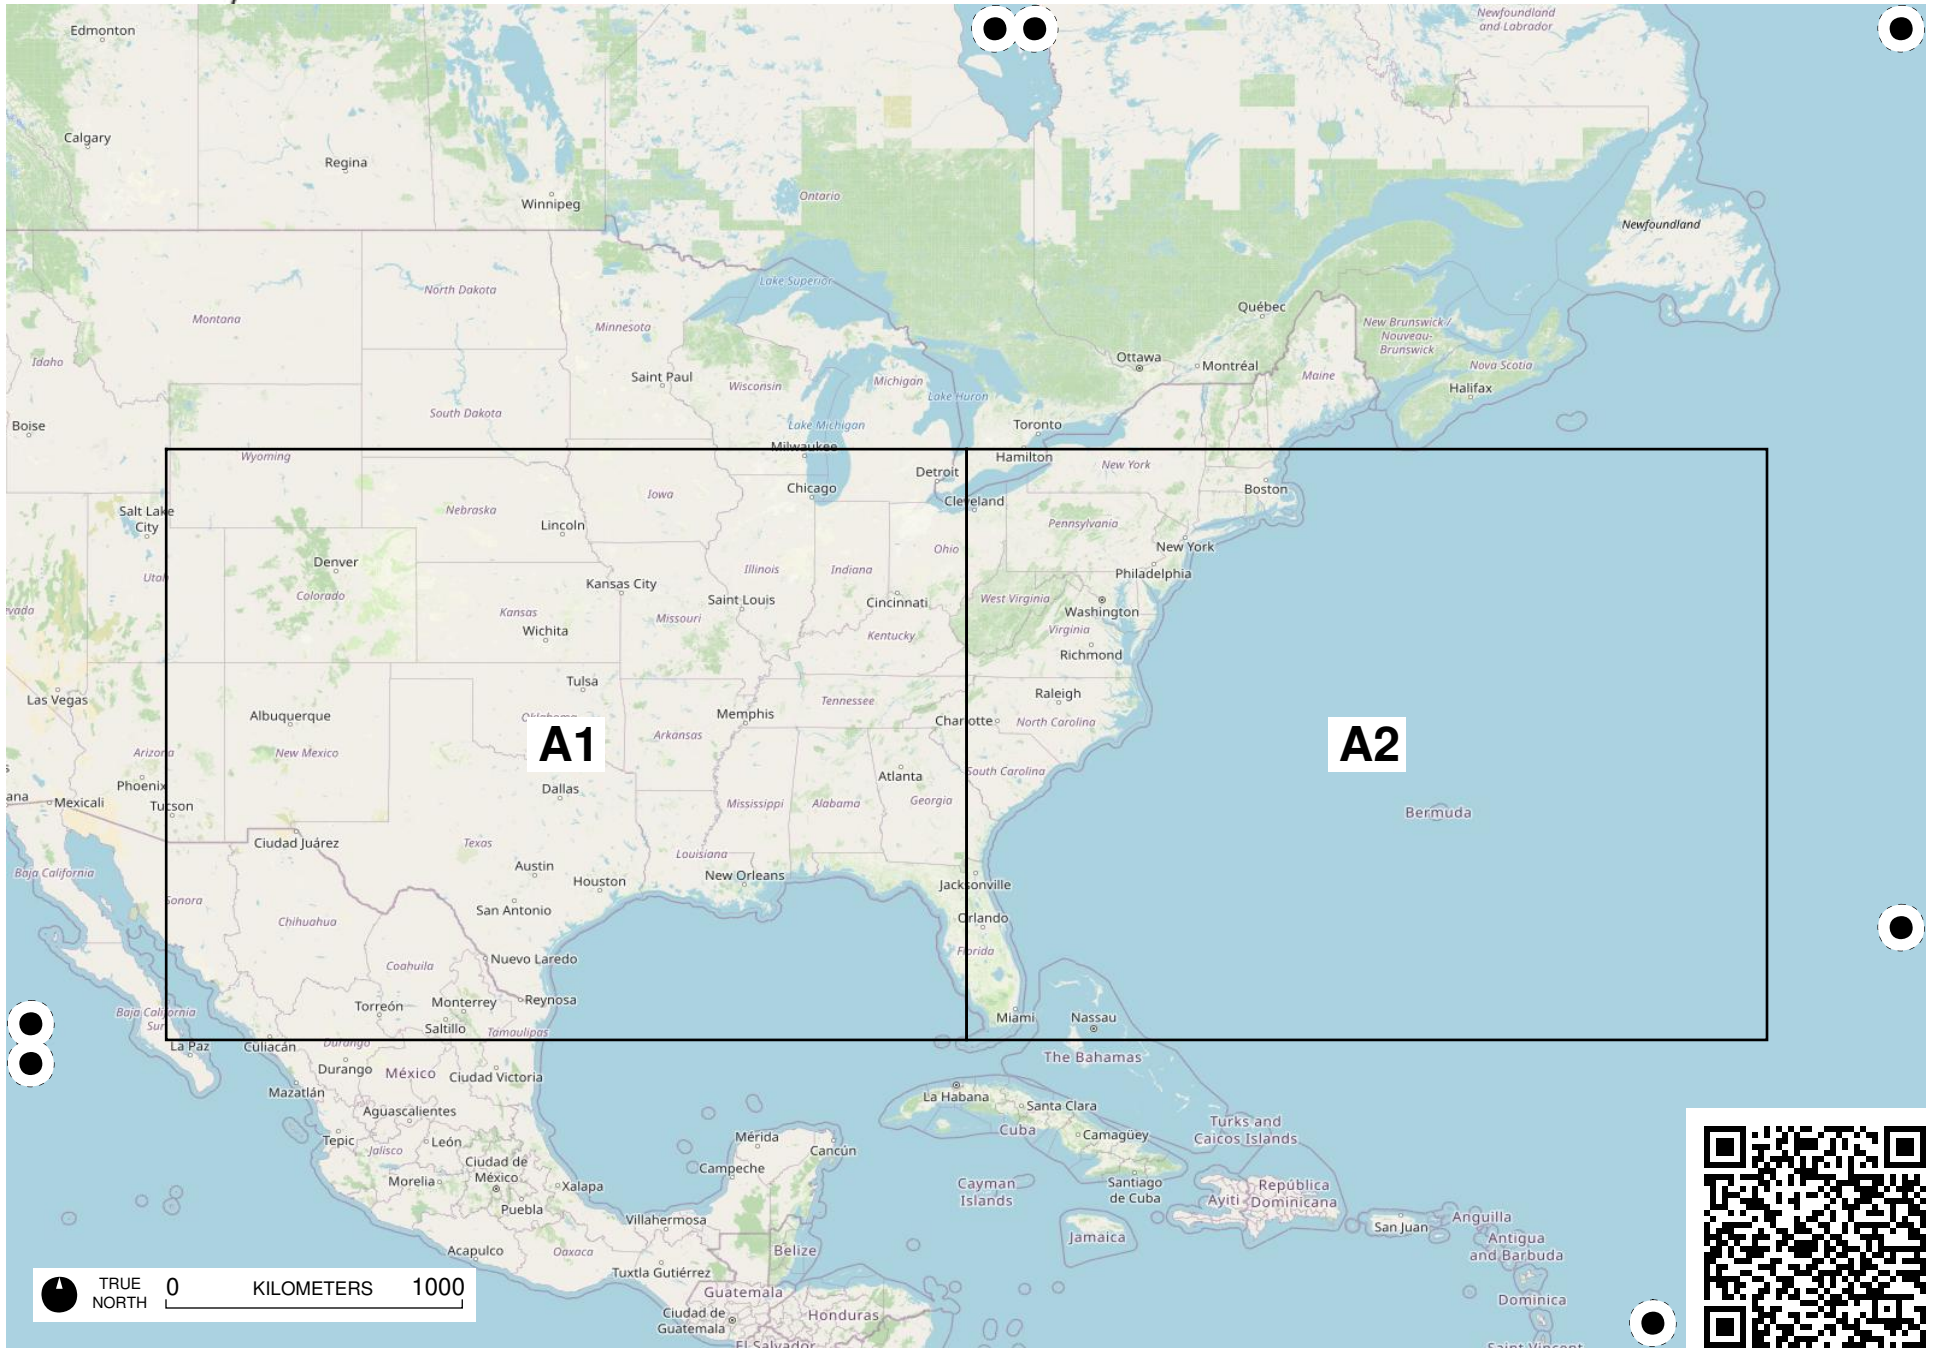 Edmonton
Newfoundland
and Labrador
Calgary
Regina
Winnipeg
Ontario
Newfoundland
Lake Superior
North Dakota
Québec
Montana
Minnesota
New Brunswick /
Nouveau-
Brunswick
Idaho
Ottawa
Montréal
Nova Scotia
Saint Paul
Wisconsin
Michigan
Maine
Halifax
Lake Huron
South Dakota
Boise
Lake Michigan
Toronto
Milwaukee
Wyoming
Hamilton
New York
Detroit
Chicago
Boston
Iowa
Cleveland
Salt Lake
City
Nebraska
Lincoln
Pennsylvania
Ohio
New York
Denver
Illinois
Indiana
Philadelphia
Utah
Kansas City
Colorado
Saint Louis
Cincinnati
West Virginia
Washington
evada
Kansas
Missouri
Wichita
Kentucky
Virginia
Richmond
Tulsa
Las Vegas
Tennessee
Raleigh
Albuquerque
Oklahoma
Memphis
Charlotte
North Carolina
Arkansas
A1
A2
Arizona
New Mexico
Phoenix
Atlanta
South Carolina
Dallas
ana
Mexicali
Tucson
Mississippi
Alabama
Georgia
Bermuda
Ciudad Juárez
Texas
Louisiana
Austin
Baja California
Houston
New Orleans
Jacksonville
Sonora
San Antonio
Chihuahua
Orlando
Florida
Nuevo Laredo
Coahuila
Torreón
Monterrey
Reynosa
Baja California
Sur
Saltillo
Tamaulipas
Miami
Nassau
La Paz
Culiacán
Durango
The Bahamas
Durango
México
Ciudad Victoria
Mazatlán
La Habana
Santa Clara
Aguascalientes
Turks and
Caicos Islands
Cuba
Camagüey
Tepic
León
Jalisco
Mérida
Cancún
Ciudad de
México
Campeche
Morelia
Xalapa
Cayman
Islands
Santiago
de Cuba
Ayiti
República
Dominicana
Puebla
Villahermosa
San Juan
Anguilla
Jamaica
Antigua
and Barbuda
Acapulco
Oaxaca
Belize
Tuxtla Gutiérrez
TRUE
NORTH
0 KILOMETERS 1000
Guatemala
Dominica
Ciudad de
Guatemala
Honduras
El Salvador
Saint Vincent